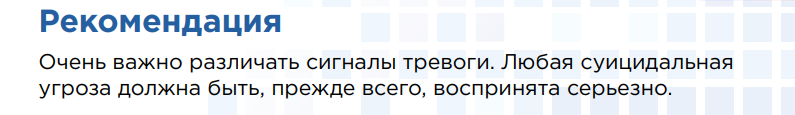 Рекомендация
Очень важно различать сигналы тревоги. Любая суицидальная
угроза должна быть, прежде всего, воспринята серьезно.